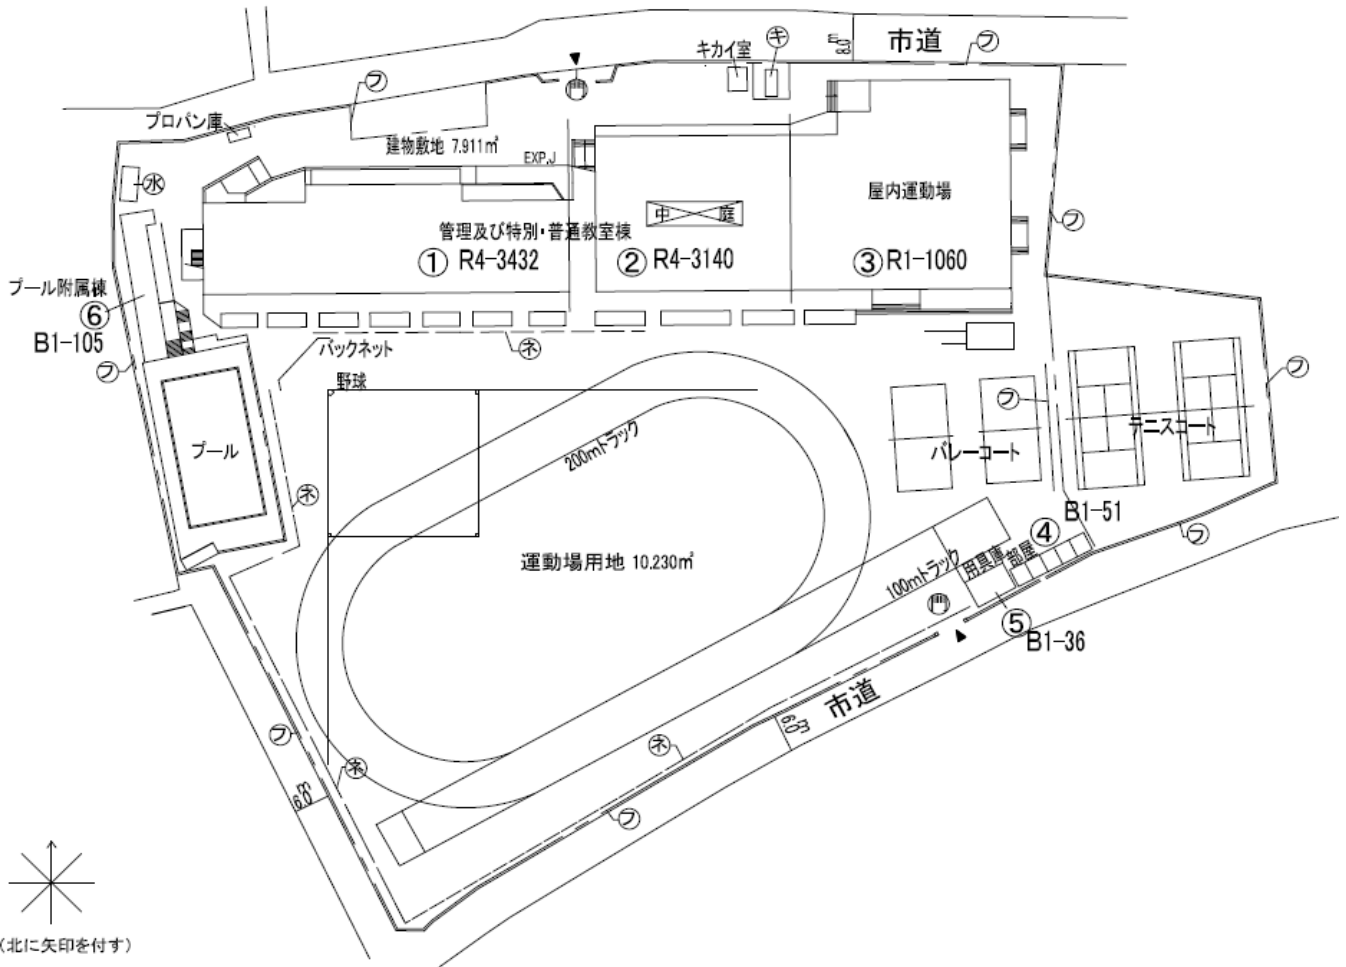 8.0m
市道
フ
キカイ室
キ
フ
プロパン庫
建物敷地 7.911㎡
EXP,J
水
中 庭
屋内運動場
フ
管理及び特別・普通教室棟
① R4-3432
② R4-3140
③ R1-1060
プール附属棟
⑥
B1-105
フ
バックネット
ネ
野球
フ
フ
プール
200mトラック
バレーコート
テニスコート
ネ
B1-51
④
フ
運動場用地 10.230㎡
100mトラック
用具庫
部屋
⑤
B1-36
市道
6.0m
フ
ネ
ネ
6.0m
フ
(北に矢印を付す)